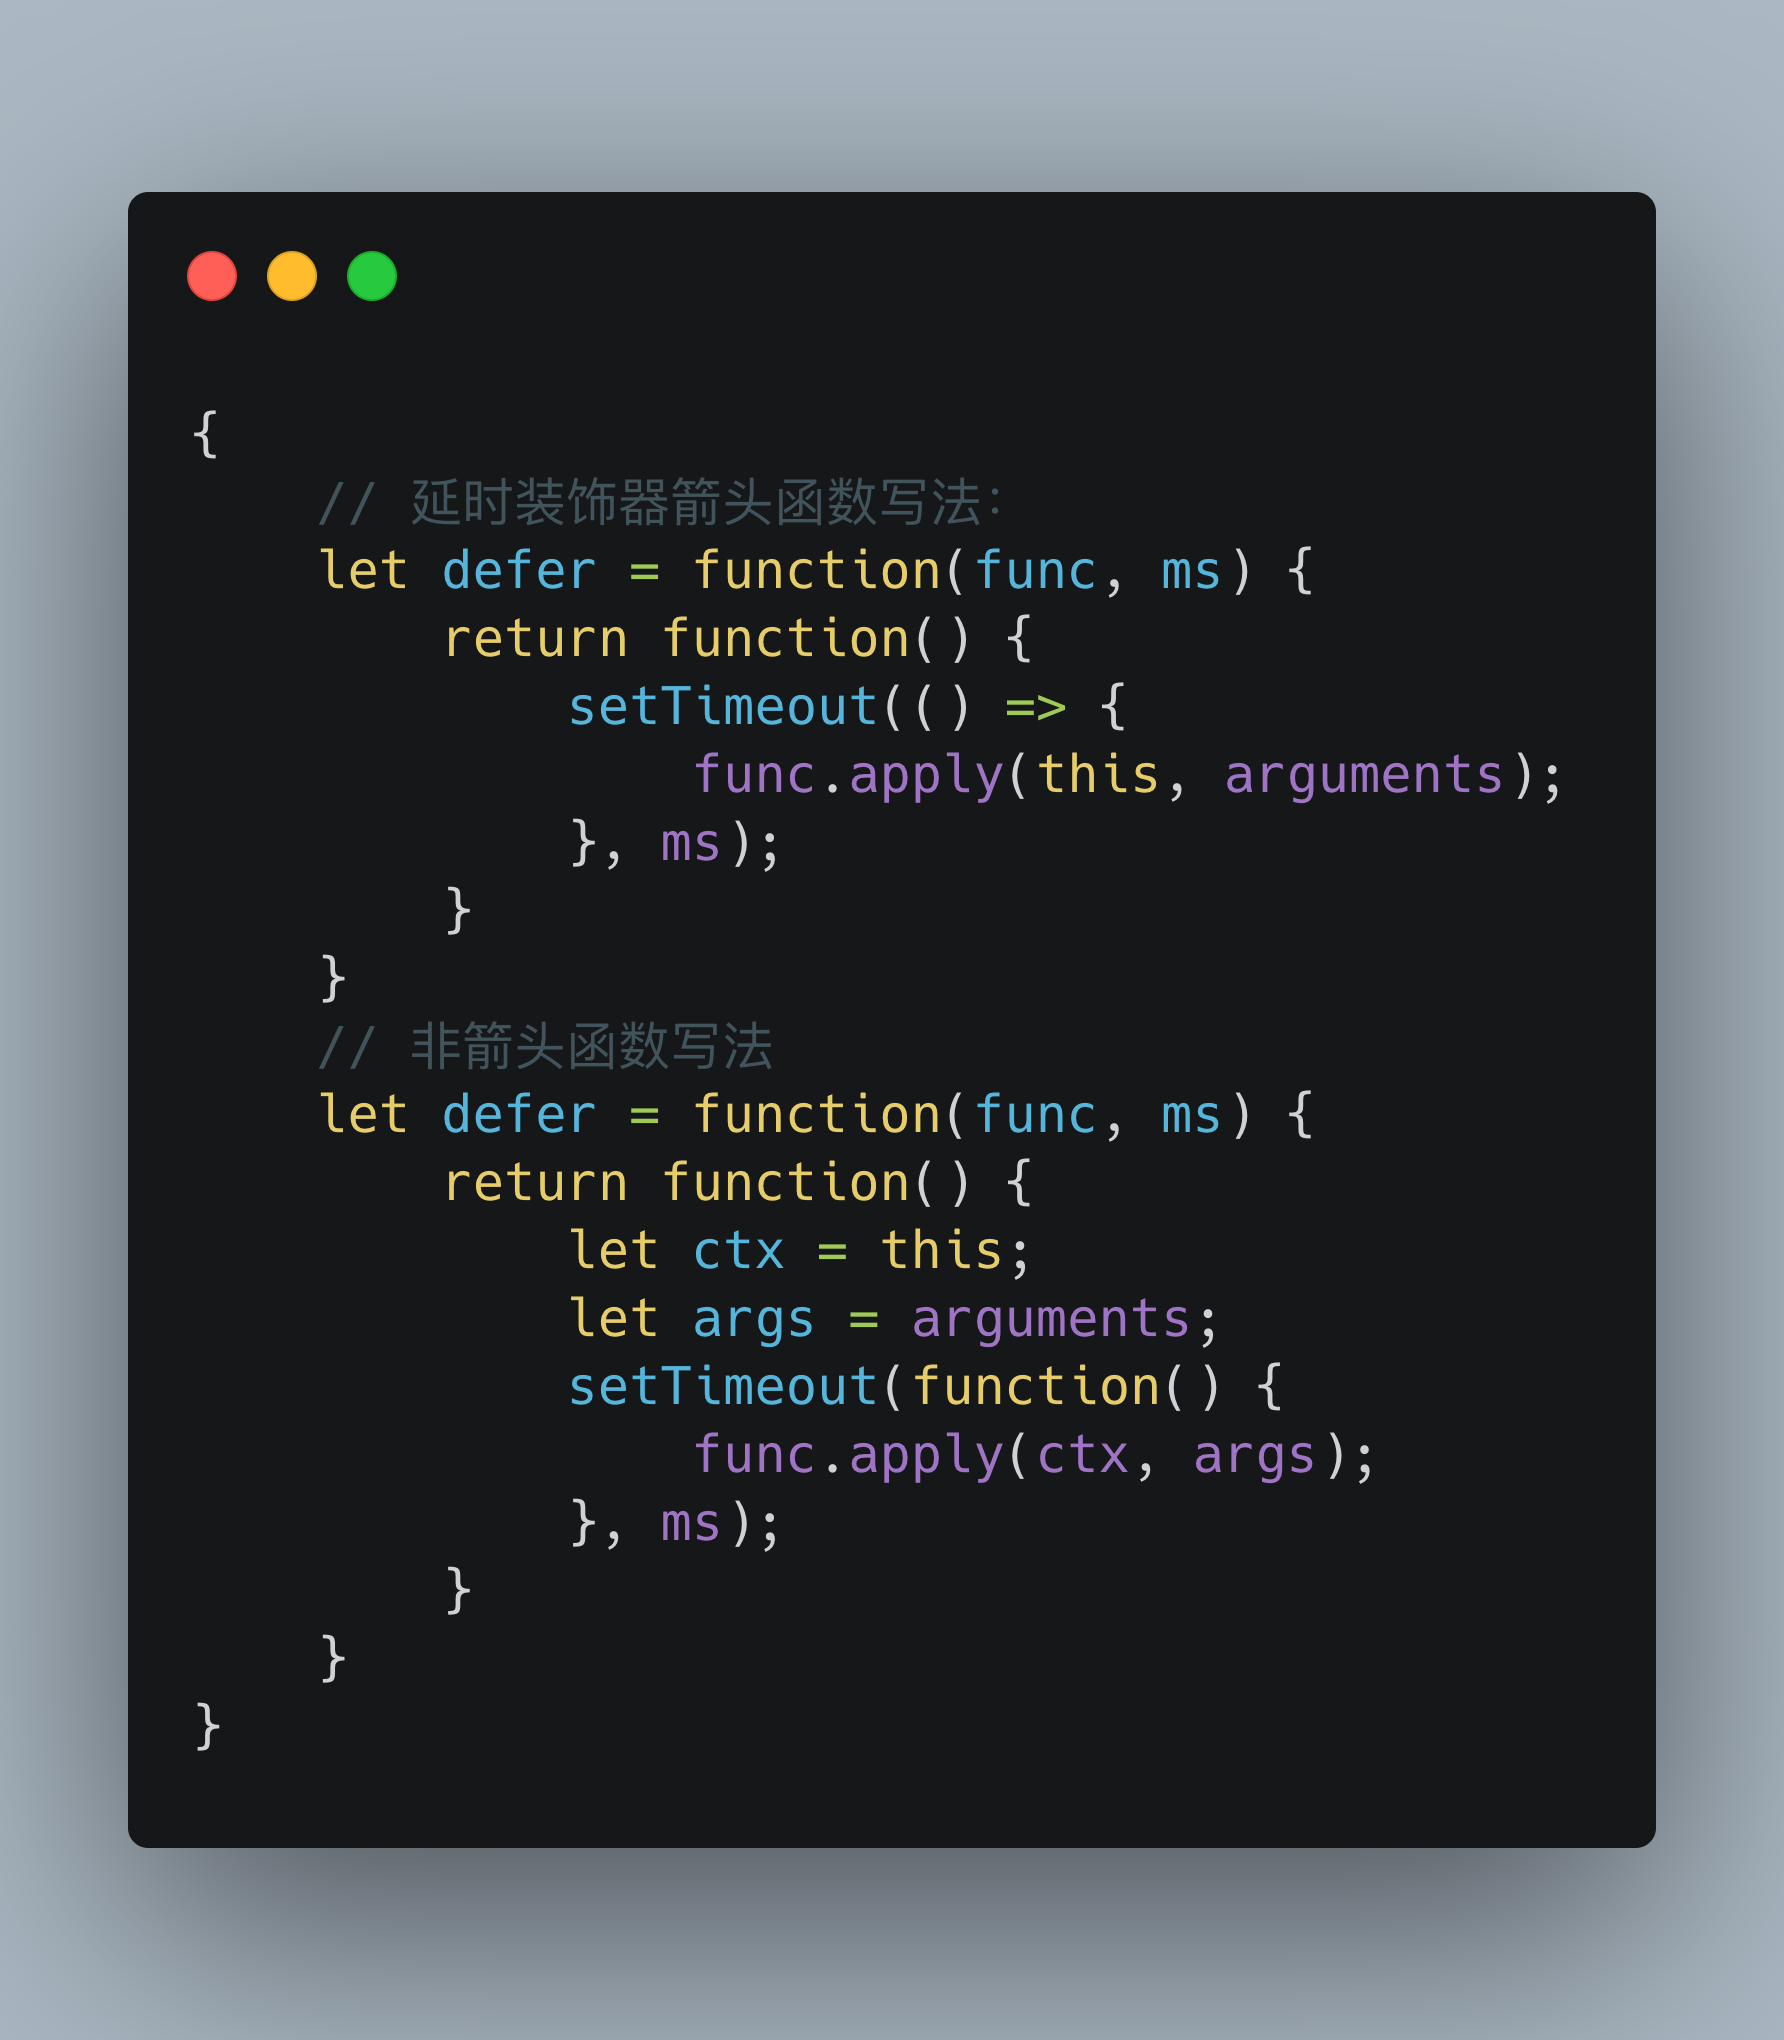 {
    // 延时装饰器箭头函数写法：
    let defer = function(func, ms) {
        return function() {
            setTimeout(() => {
                func.apply(this, arguments);
            }, ms);
        }
    }
    // 非箭头函数写法
    let defer = function(func, ms) {
        return function() {
            let ctx = this;
            let args = arguments;
            setTimeout(function() {
                func.apply(ctx, args);
            }, ms);
        }
    }
}